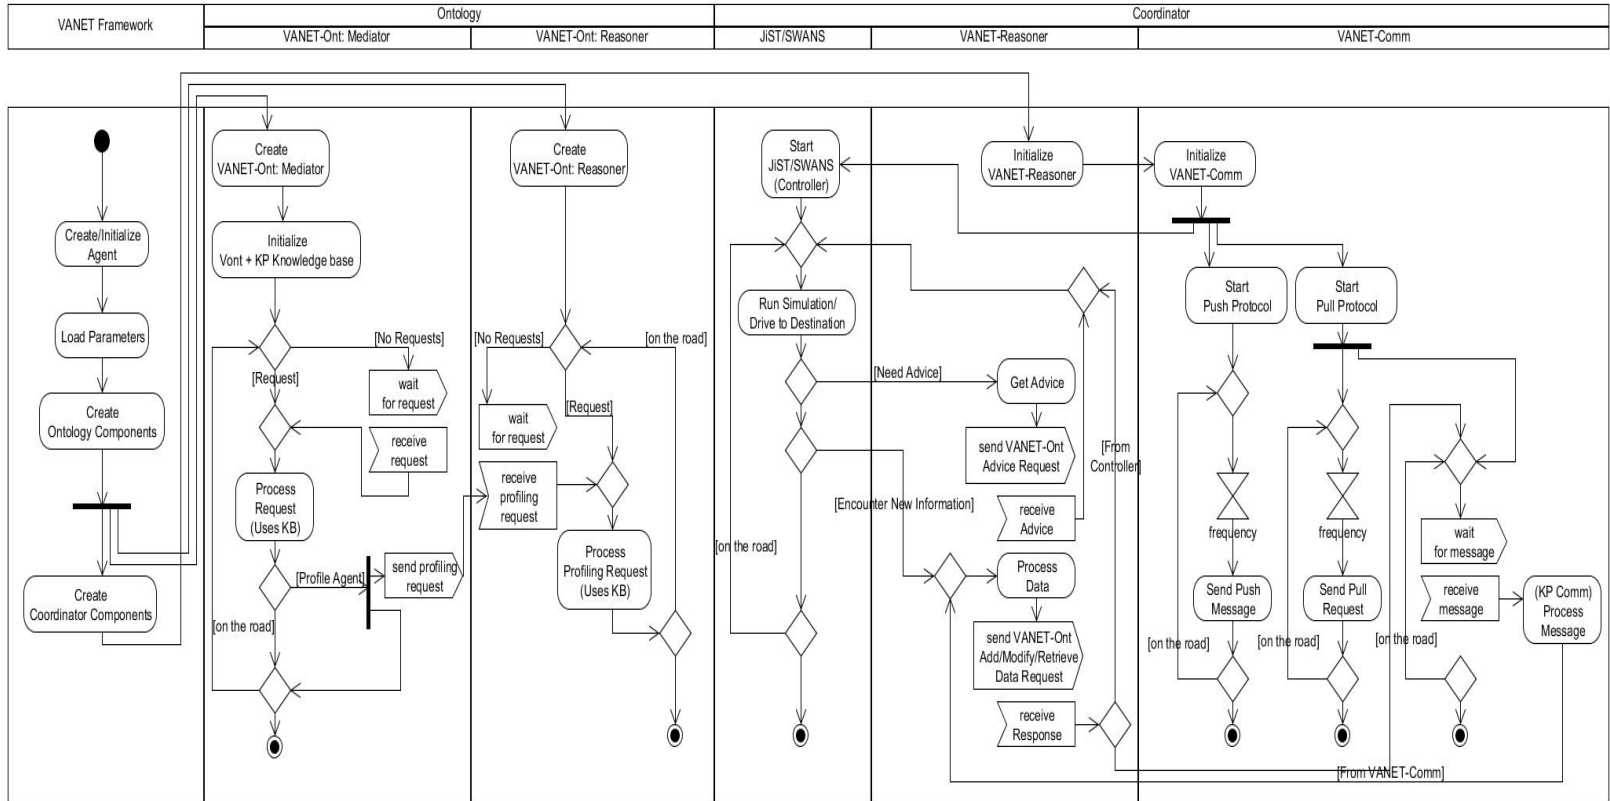 VANET Framework
Ontology
Coordinator
VANET-Ont: Mediator
VANET-Ont: Reasoner
JiST/SWANS
VANET-Reasoner
VANET-Comm
Create/Initialize
Agent
Load Parameters
Create
Ontology Components
Create
Coordinator Components
Create
VANET-Ont: Mediator
Initialize
Vont + KP Knowledge base
[No Requests]
[Request]
wait
for request
receive
request
Process
Request
(Uses KB)
[Profile Agent]
send profiling
request
[on the road]
Create
VANET-Ont: Reasoner
[No Requests]
[on the road]
wait
for request
[Request]
receive
profiling
request
Process
Profiling Request
(Uses KB)
Start
JiST/SWANS
(Controller)
Run Simulation/
Drive to Destination
[Need Advice]
[Encounter New Information]
[on the road]
Initialize
VANET-Reasoner
Get Advice
send VANET-Ont
Advice Request
[From
Controller]
receive
Advice
Process
Data
send VANET-Ont
Add/Modify/Retrieve
Data Request
receive
Response
Initialize
VANET-Comm
Start
Push Protocol
Start
Pull Protocol
frequency
frequency
Send Push
Message
Send Pull
Request
[on the road]
[on the road]
[on the road]
wait
for message
receive
message
(KP Comm)
Process
Message
[From VANET-Comm]